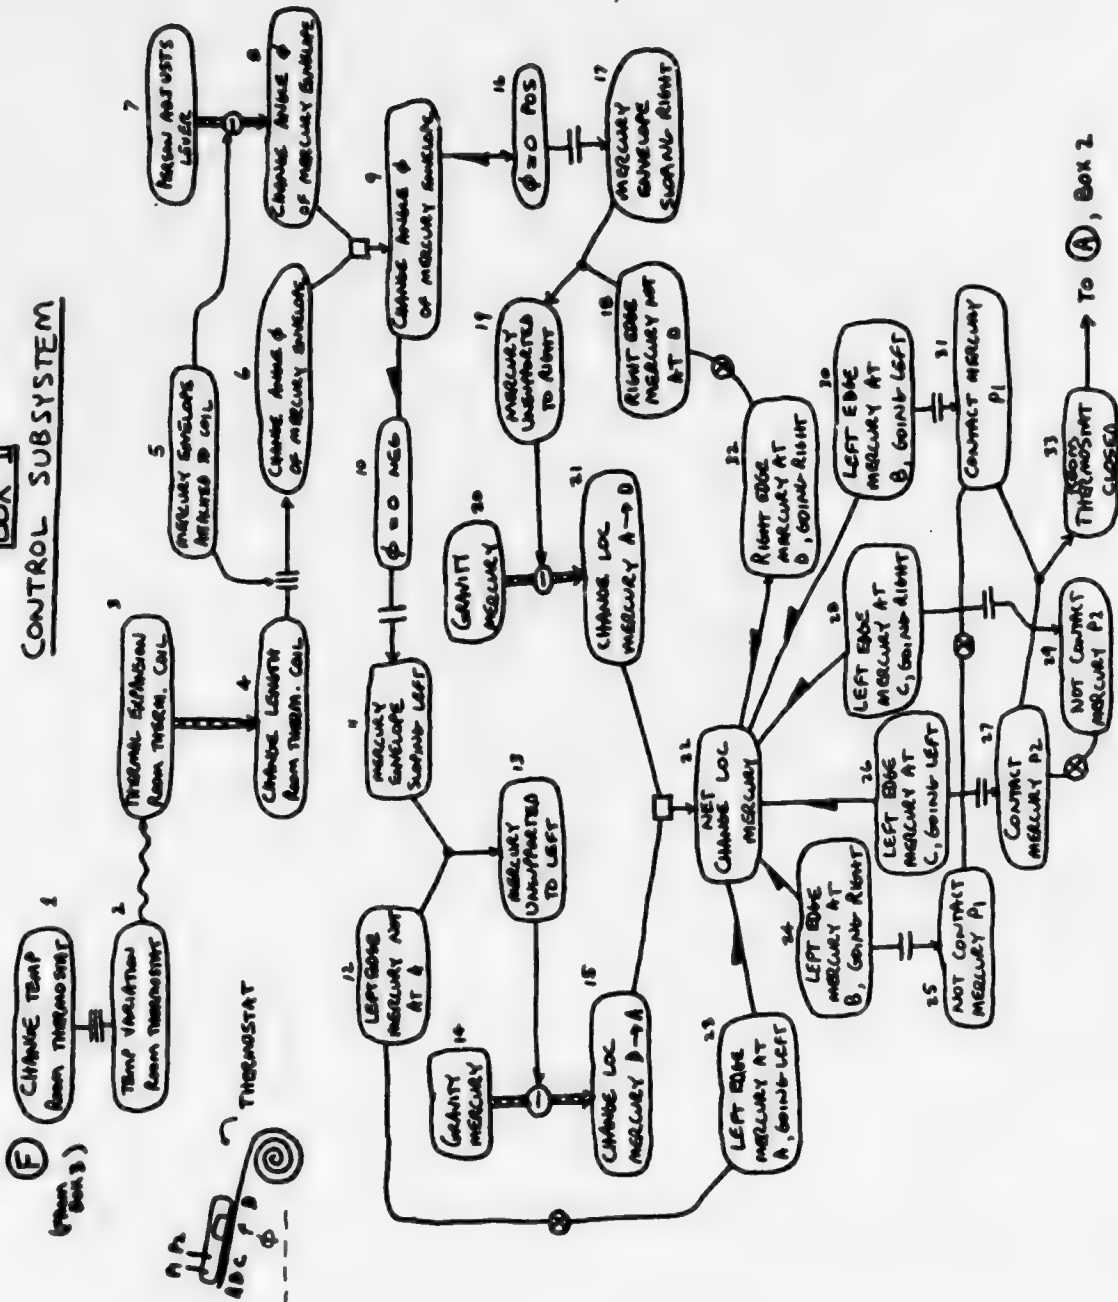 BOX 1
CONTROL SUBSYSTEM
F
(FROM
BOX 3)
1
CHANGE TEMP
ROOM THERMOSTAT
2
TEMP VARIATION
ROOM THERMOSTAT
3
THERMAL EXPANSION
ROOM THERM. COIL
4
CHANGE LENGTH
ROOM THERM. COIL
5
MERCURY ENVELOPE
ATTACHED TO COIL
6
CHANGE ANGLE φ
OF MERCURY ENVELOPE
7
PERSON ADJUSTS
LEVER
8
CHANGE ANGLE φ
OF MERCURY ENVELOPE
P1 P2
A B C
D
φ
THERMOSTAT
9
CHANGE ANGLE φ
OF MERCURY ENVELOPE
10
φ = 0 NEG
11
MERCURY
ENVELOPE
SLOPING LEFT
12
LEFT EDGE
MERCURY NOT
AT A
13
MERCURY
UNSUPPORTED
TO LEFT
14
GRAVITY
MERCURY
15
CHANGE LOC
MERCURY D→A
16
φ = 0 POS
17
MERCURY
ENVELOPE
SLOPING RIGHT
18
RIGHT EDGE
MERCURY NOT
AT D
19
MERCURY
UNSUPPORTED
TO RIGHT
20
GRAVITY
MERCURY
21
CHANGE LOC
MERCURY A→D
22
NET
CHANGE LOC
MERCURY
23
LEFT EDGE
MERCURY AT
A, GOING LEFT
24
LEFT EDGE
MERCURY AT
B, GOING RIGHT
25
NOT CONTACT
MERCURY P1
26
LEFT EDGE
MERCURY AT
C, GOING LEFT
27
CONTACT
MERCURY P2
28
LEFT EDGE
MERCURY AT
C, GOING RIGHT
29
NOT CONTACT
MERCURY P2
30
LEFT EDGE
MERCURY AT
B, GOING LEFT
31
CONTACT MERCURY
P1
32
RIGHT EDGE
MERCURY AT
D, GOING RIGHT
33
ROOM
THERMOSTAT
CLOSED
TO A, BOX 2